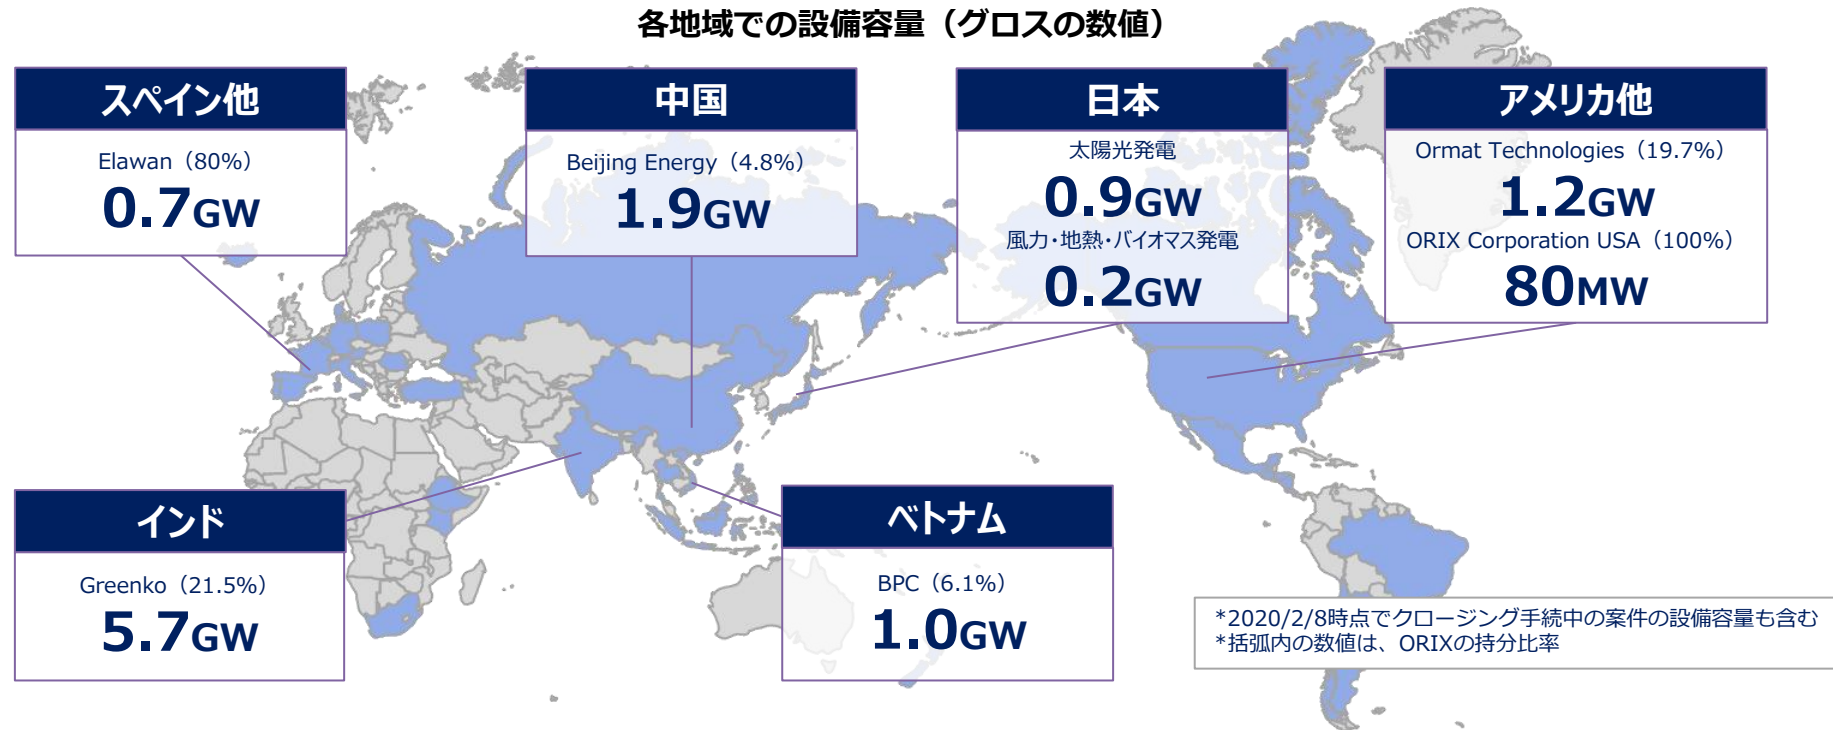 各地域での設備容量（グロスの数値）
スペイン他
Elawan（80%）
0.7GW
中国
Beijing Energy（4.8%）
1.9GW
日本
太陽光発電
0.9GW
風力・地熱・バイオマス発電
0.2GW
アメリカ他
Ormat Technologies（19.7%）
1.2GW
ORIX Corporation USA（100%）
80MW
インド
Greenko（21.5%）
5.7GW
ベトナム
BPC（6.1%）
1.0GW
*2020/2/8時点でクロージング手続中の案件の設備容量も含む
*括弧内の数値は、ORIXの持分比率